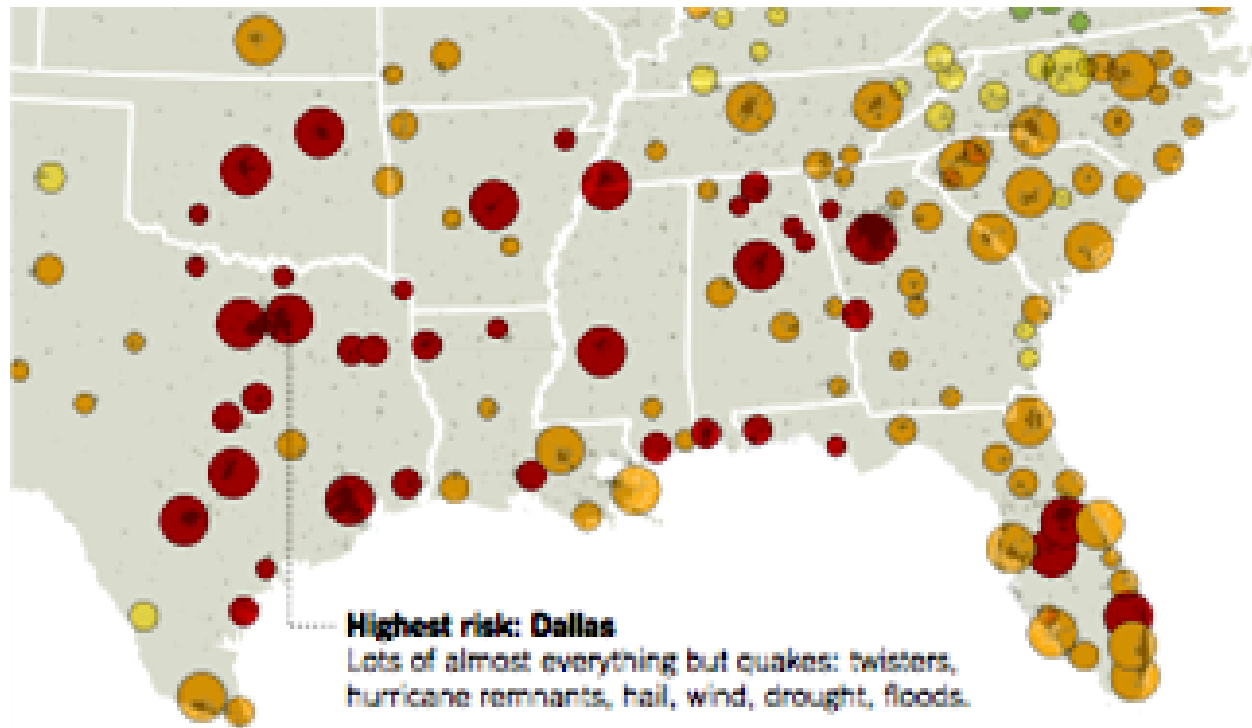 Highest risk: Dallas
Lots of almost everything but quakes: twisters,
hurricane remnants, hail, wind, drought, floods.